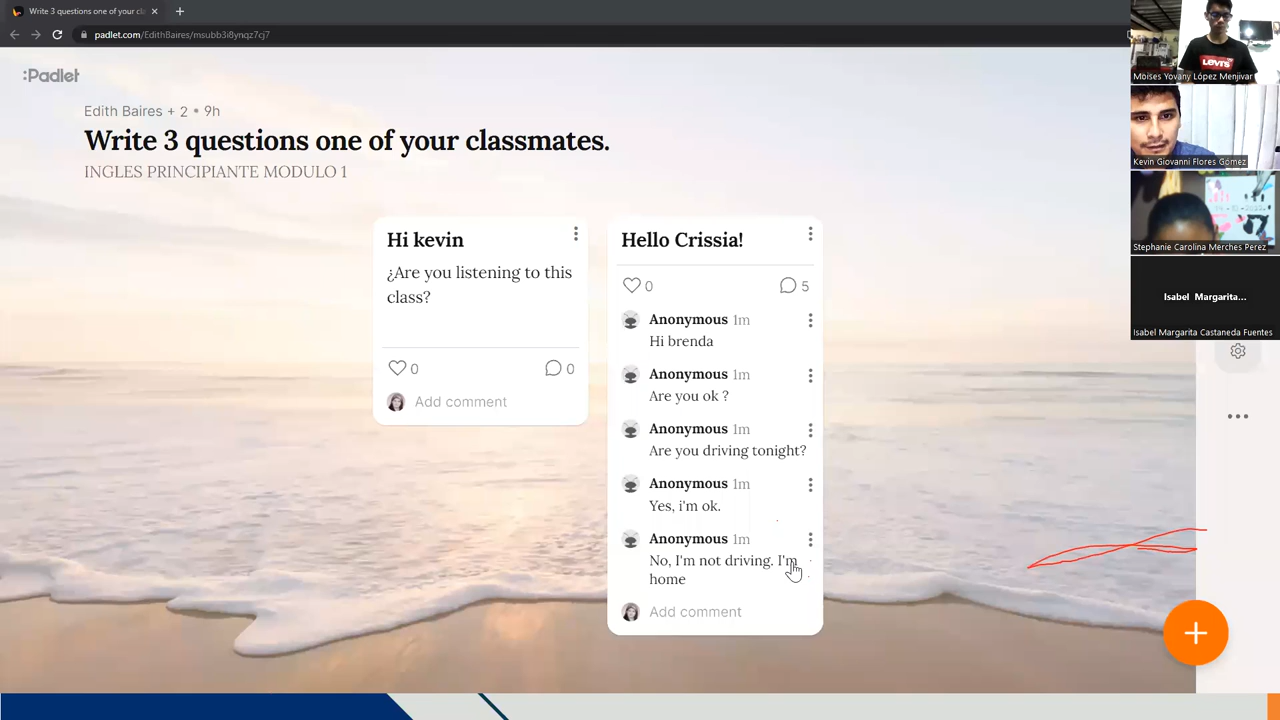 Write 3 questions one of your cl
padlet.com/EdithBaires/msubb3i8ynqz7cj7
:Padlet
Edith Baires + 2 • 9h
Write 3 questions one of your classmates.
INGLES PRINCIPIANTE MODULO 1
Hi kevin
¿Are you listening to this
class?
0
0
Add comment
Hello Crissia!
0
5
Anonymous 1m
Hi brenda
Anonymous 1m
Are you ok ?
Anonymous 1m
Are you driving tonight?
Anonymous 1m
Yes, i'm ok.
Anonymous 1m
No, I'm not driving. I'm
home
Add comment
LEVI'S
Moises Yovany López Menjivar
Kevin Giovanni Flores Gómez
Stephanie Carolina Merches Perez
Isabel Margarita...
Isabel Margarita Castaneda Fuentes